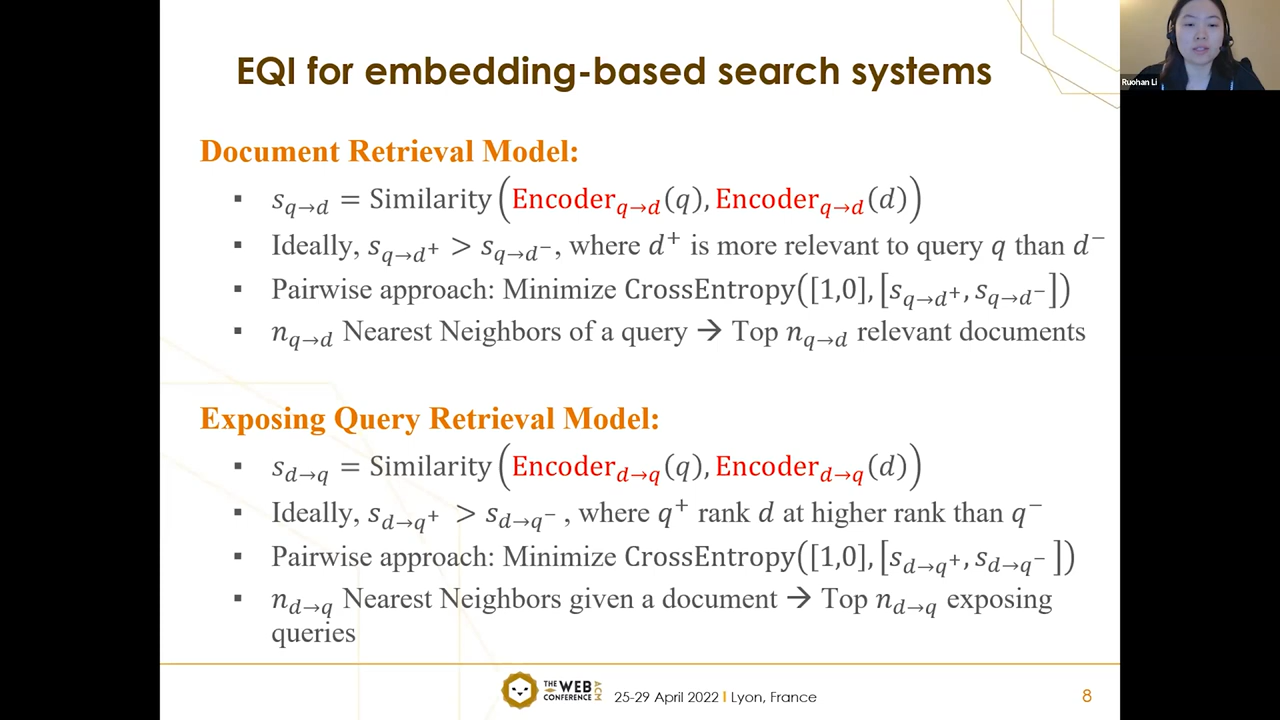 EQI for embedding-based search systems
Ruohan Li
Document Retrieval Model:
▪ s_{q→d} = Similarity(Encoder_{q→d}(q), Encoder_{q→d}(d))
▪ Ideally, s_{q→d⁺} > s_{q→d⁻}, where d⁺ is more relevant to query q than d⁻
▪ Pairwise approach: Minimize CrossEntropy([1,0], [s_{q→d⁺}, s_{q→d⁻}])
▪ n_{q→d} Nearest Neighbors of a query → Top n_{q→d} relevant documents
Exposing Query Retrieval Model:
▪ s_{d→q} = Similarity(Encoder_{d→q}(q), Encoder_{d→q}(d))
▪ Ideally, s_{d→q⁺} > s_{d→q⁻} , where q⁺ rank d at higher rank than q⁻
▪ Pairwise approach: Minimize CrossEntropy([1,0], [s_{d→q⁺}, s_{d→q⁻} ])
▪ n_{d→q} Nearest Neighbors given a document → Top n_{d→q} exposing
queries
THE WEB CONFERENCE ACM
25-29 April 2022 I Lyon, France
8